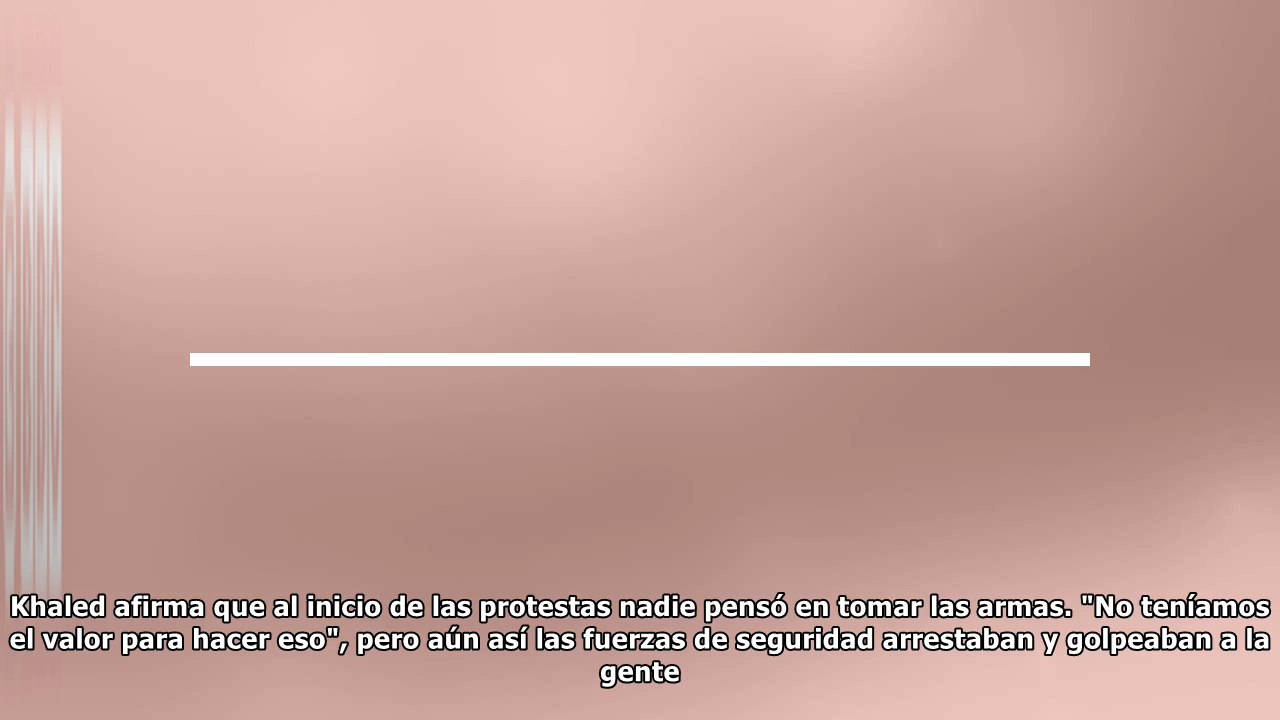 Khaled afirma que al inicio de las protestas nadie pensó en tomar las armas. "No teníamos
el valor para hacer eso", pero aún así las fuerzas de seguridad arrestaban y golpeaban a la
gente